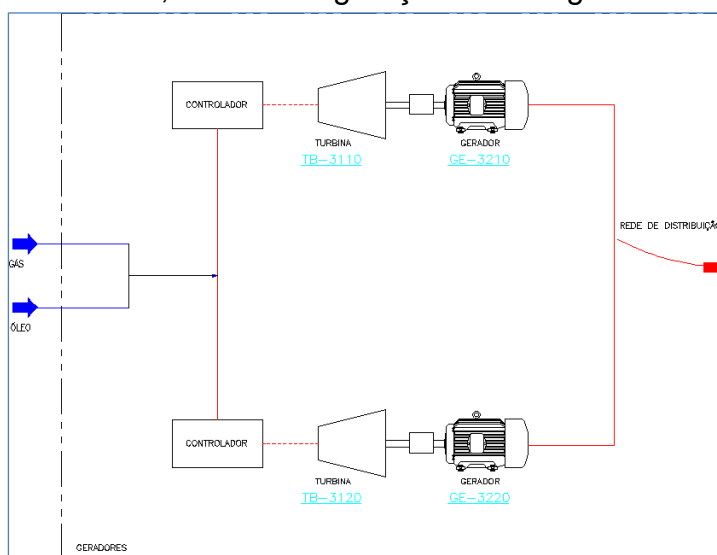 CONTROLADOR
TURBINA
TB-3110
GERADOR
GE-3210
REDE DE DISTRIBUIÇÃO
GÁS
ÓLEO
CONTROLADOR
TURBINA
TB-3120
GERADOR
GE-3220
GERADORES